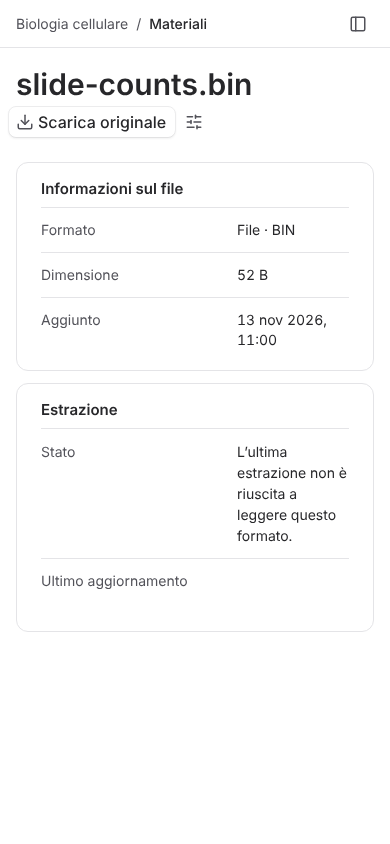 Biologia cellulare / Materiali
slide-counts.bin
Scarica originale
Informazioni sul file
Formato File · BIN
Dimensione 52 B
Aggiunto 13 nov 2026,
11:00
Estrazione
Stato L’ultima
estrazione non è
riuscita a
leggere questo
formato.
Ultimo aggiornamento